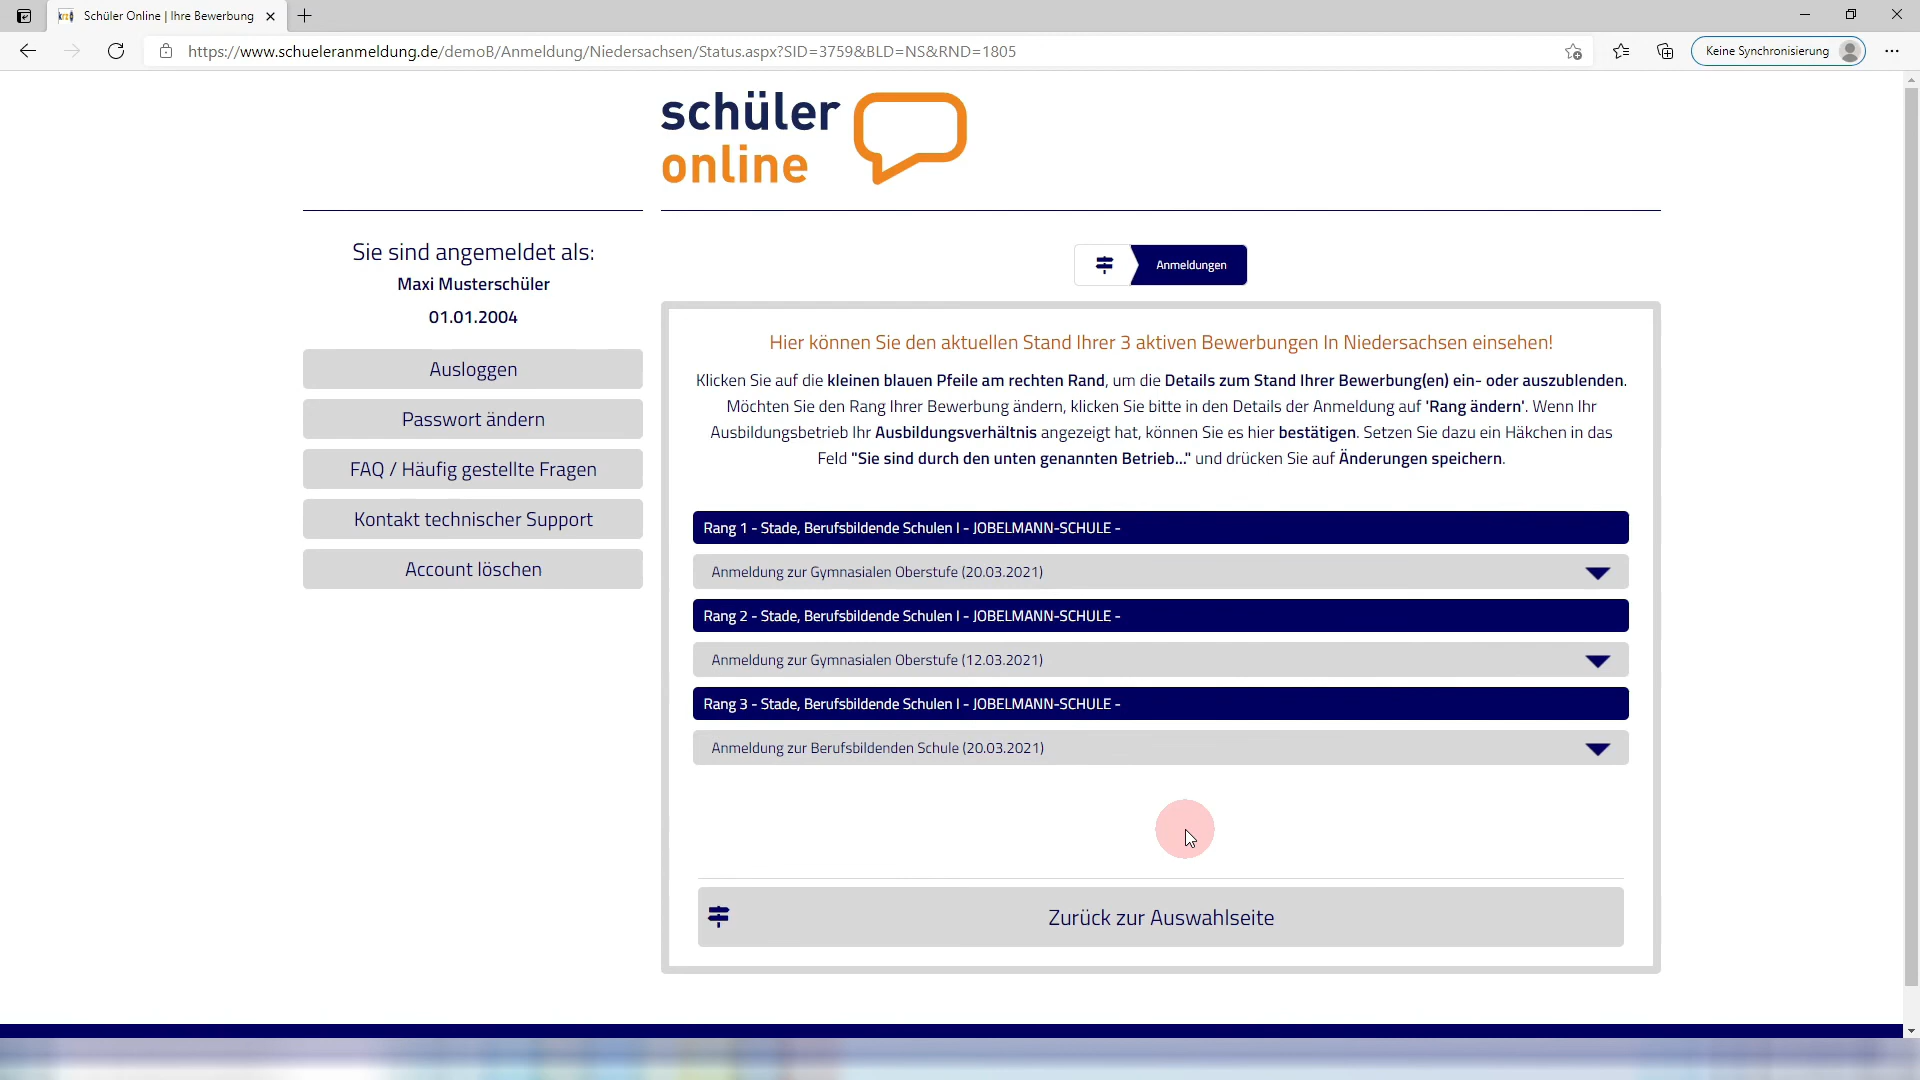 Schüler Online | Ihre Bewerbung
https://www.schueleranmeldung.de/demoB/Anmeldung/Niedersachsen/Status.aspx?SID=3759&BLD=NS&RND=1805
Keine Synchronisierung
schüler
online
Sie sind angemeldet als:
Maxi Musterschüler
01.01.2004
Ausloggen
Passwort ändern
FAQ / Häufig gestellte Fragen
Kontakt technischer Support
Account löschen
Anmeldungen
Hier können Sie den aktuellen Stand Ihrer 3 aktiven Bewerbungen In Niedersachsen einsehen!
Klicken Sie auf die kleinen blauen Pfeile am rechten Rand, um die Details zum Stand Ihrer Bewerbung(en) ein- oder auszublenden.
Möchten Sie den Rang Ihrer Bewerbung ändern, klicken Sie bitte in den Details der Anmeldung auf 'Rang ändern'. Wenn Ihr
Ausbildungsbetrieb Ihr Ausbildungsverhältnis angezeigt hat, können Sie es hier bestätigen. Setzen Sie dazu ein Häkchen in das
Feld "Sie sind durch den unten genannten Betrieb..." und drücken Sie auf Änderungen speichern.
Rang 1 - Stade, Berufsbildende Schulen I - JOBELMANN-SCHULE -
Anmeldung zur Gymnasialen Oberstufe (20.03.2021)
Rang 2 - Stade, Berufsbildende Schulen I - JOBELMANN-SCHULE -
Anmeldung zur Gymnasialen Oberstufe (12.03.2021)
Rang 3 - Stade, Berufsbildende Schulen I - JOBELMANN-SCHULE -
Anmeldung zur Berufsbildenden Schule (20.03.2021)
Zurück zur Auswahlseite